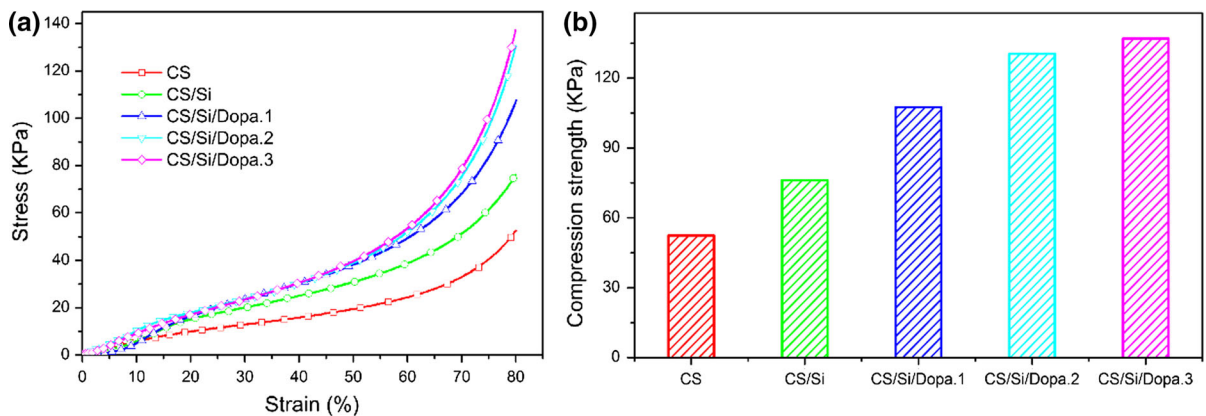 (a)
Stress (KPa)
140
120
100
80
60
40
20
0
CS
CS/Si
CS/Si/Dopa.1
CS/Si/Dopa.2
CS/Si/Dopa.3
0 10 20 30 40 50 60 70 80
Strain (%)
(b)
Compression strength (KPa)
120
90
60
30
0
CS CS/Si CS/Si/Dopa.1 CS/Si/Dopa.2 CS/Si/Dopa.3